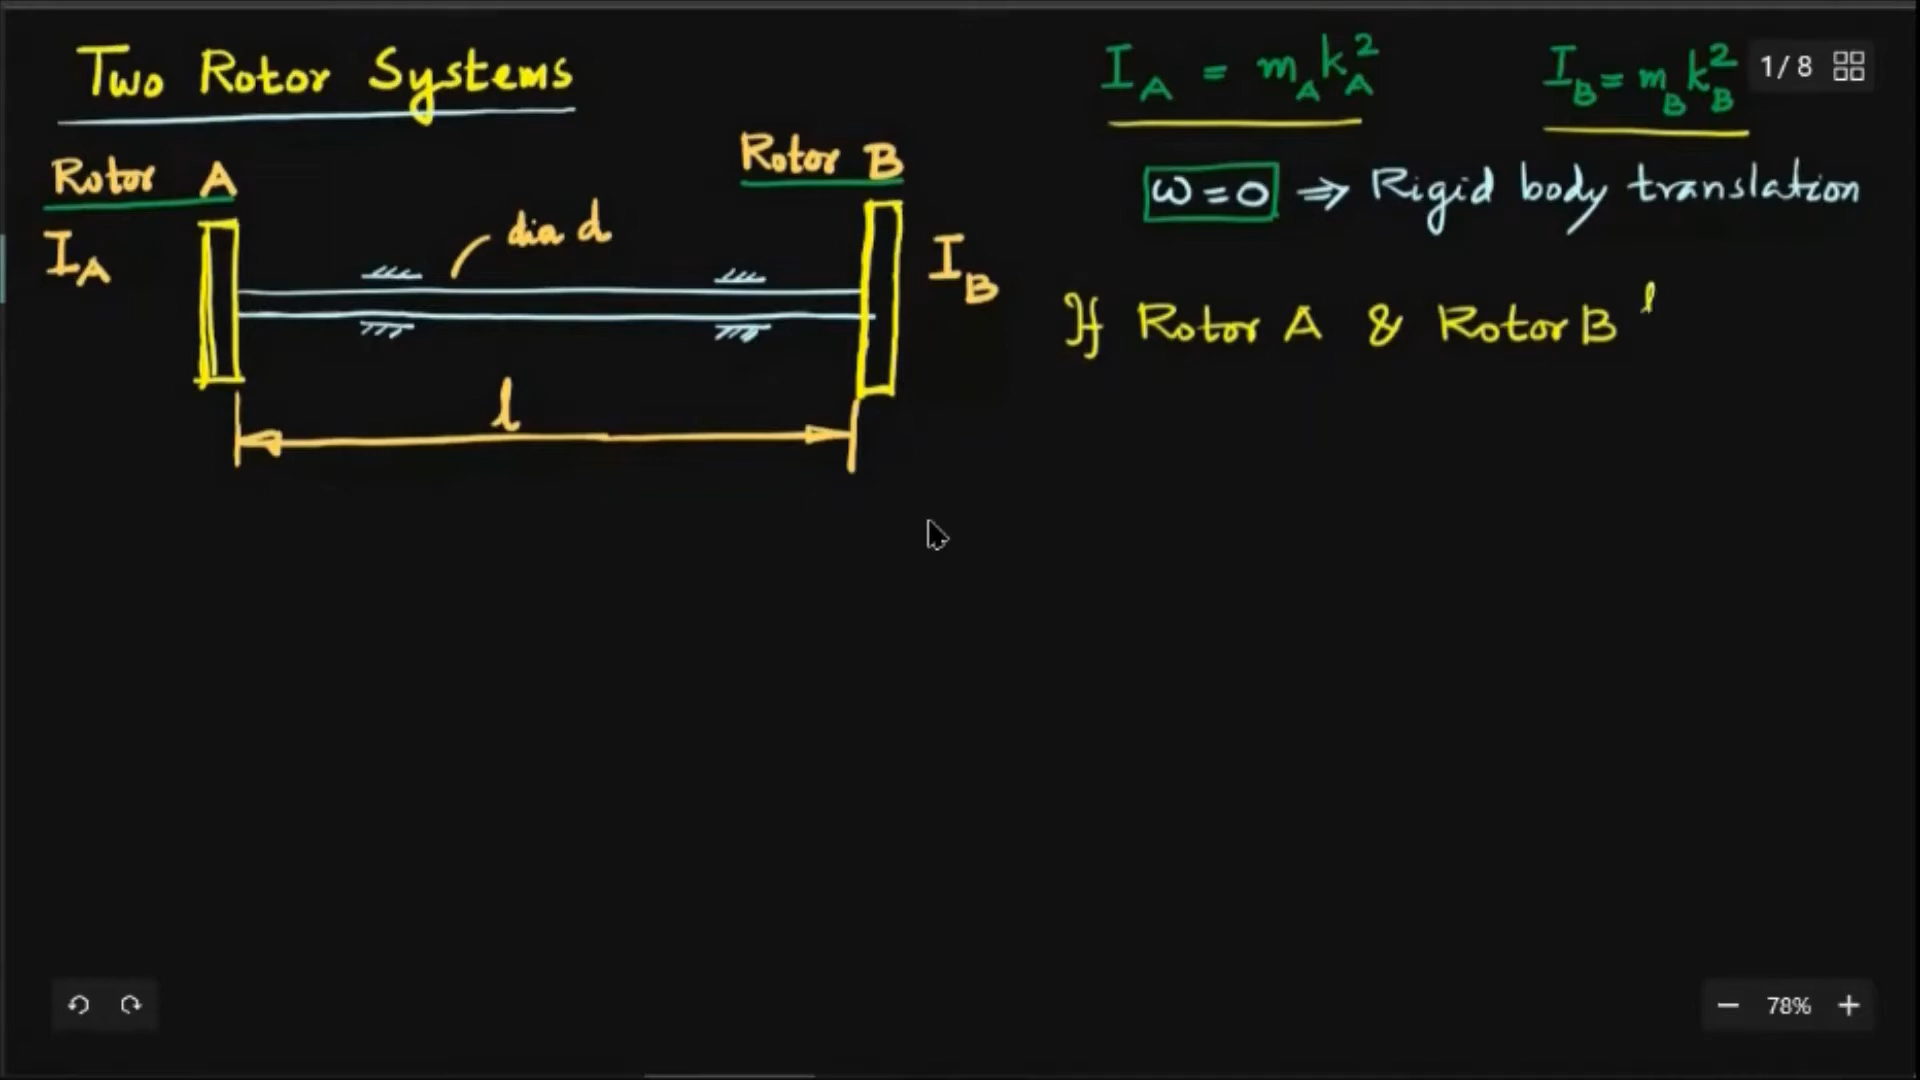 Two Rotor Systems
I_A = m_A k_A^2
I_B = m_B k_B^2
1/8
ω = 0 ⇒ Rigid body translation
Rotor A
Rotor B
I_A
dia d
I_B
If Rotor A & Rotor B
l
78%